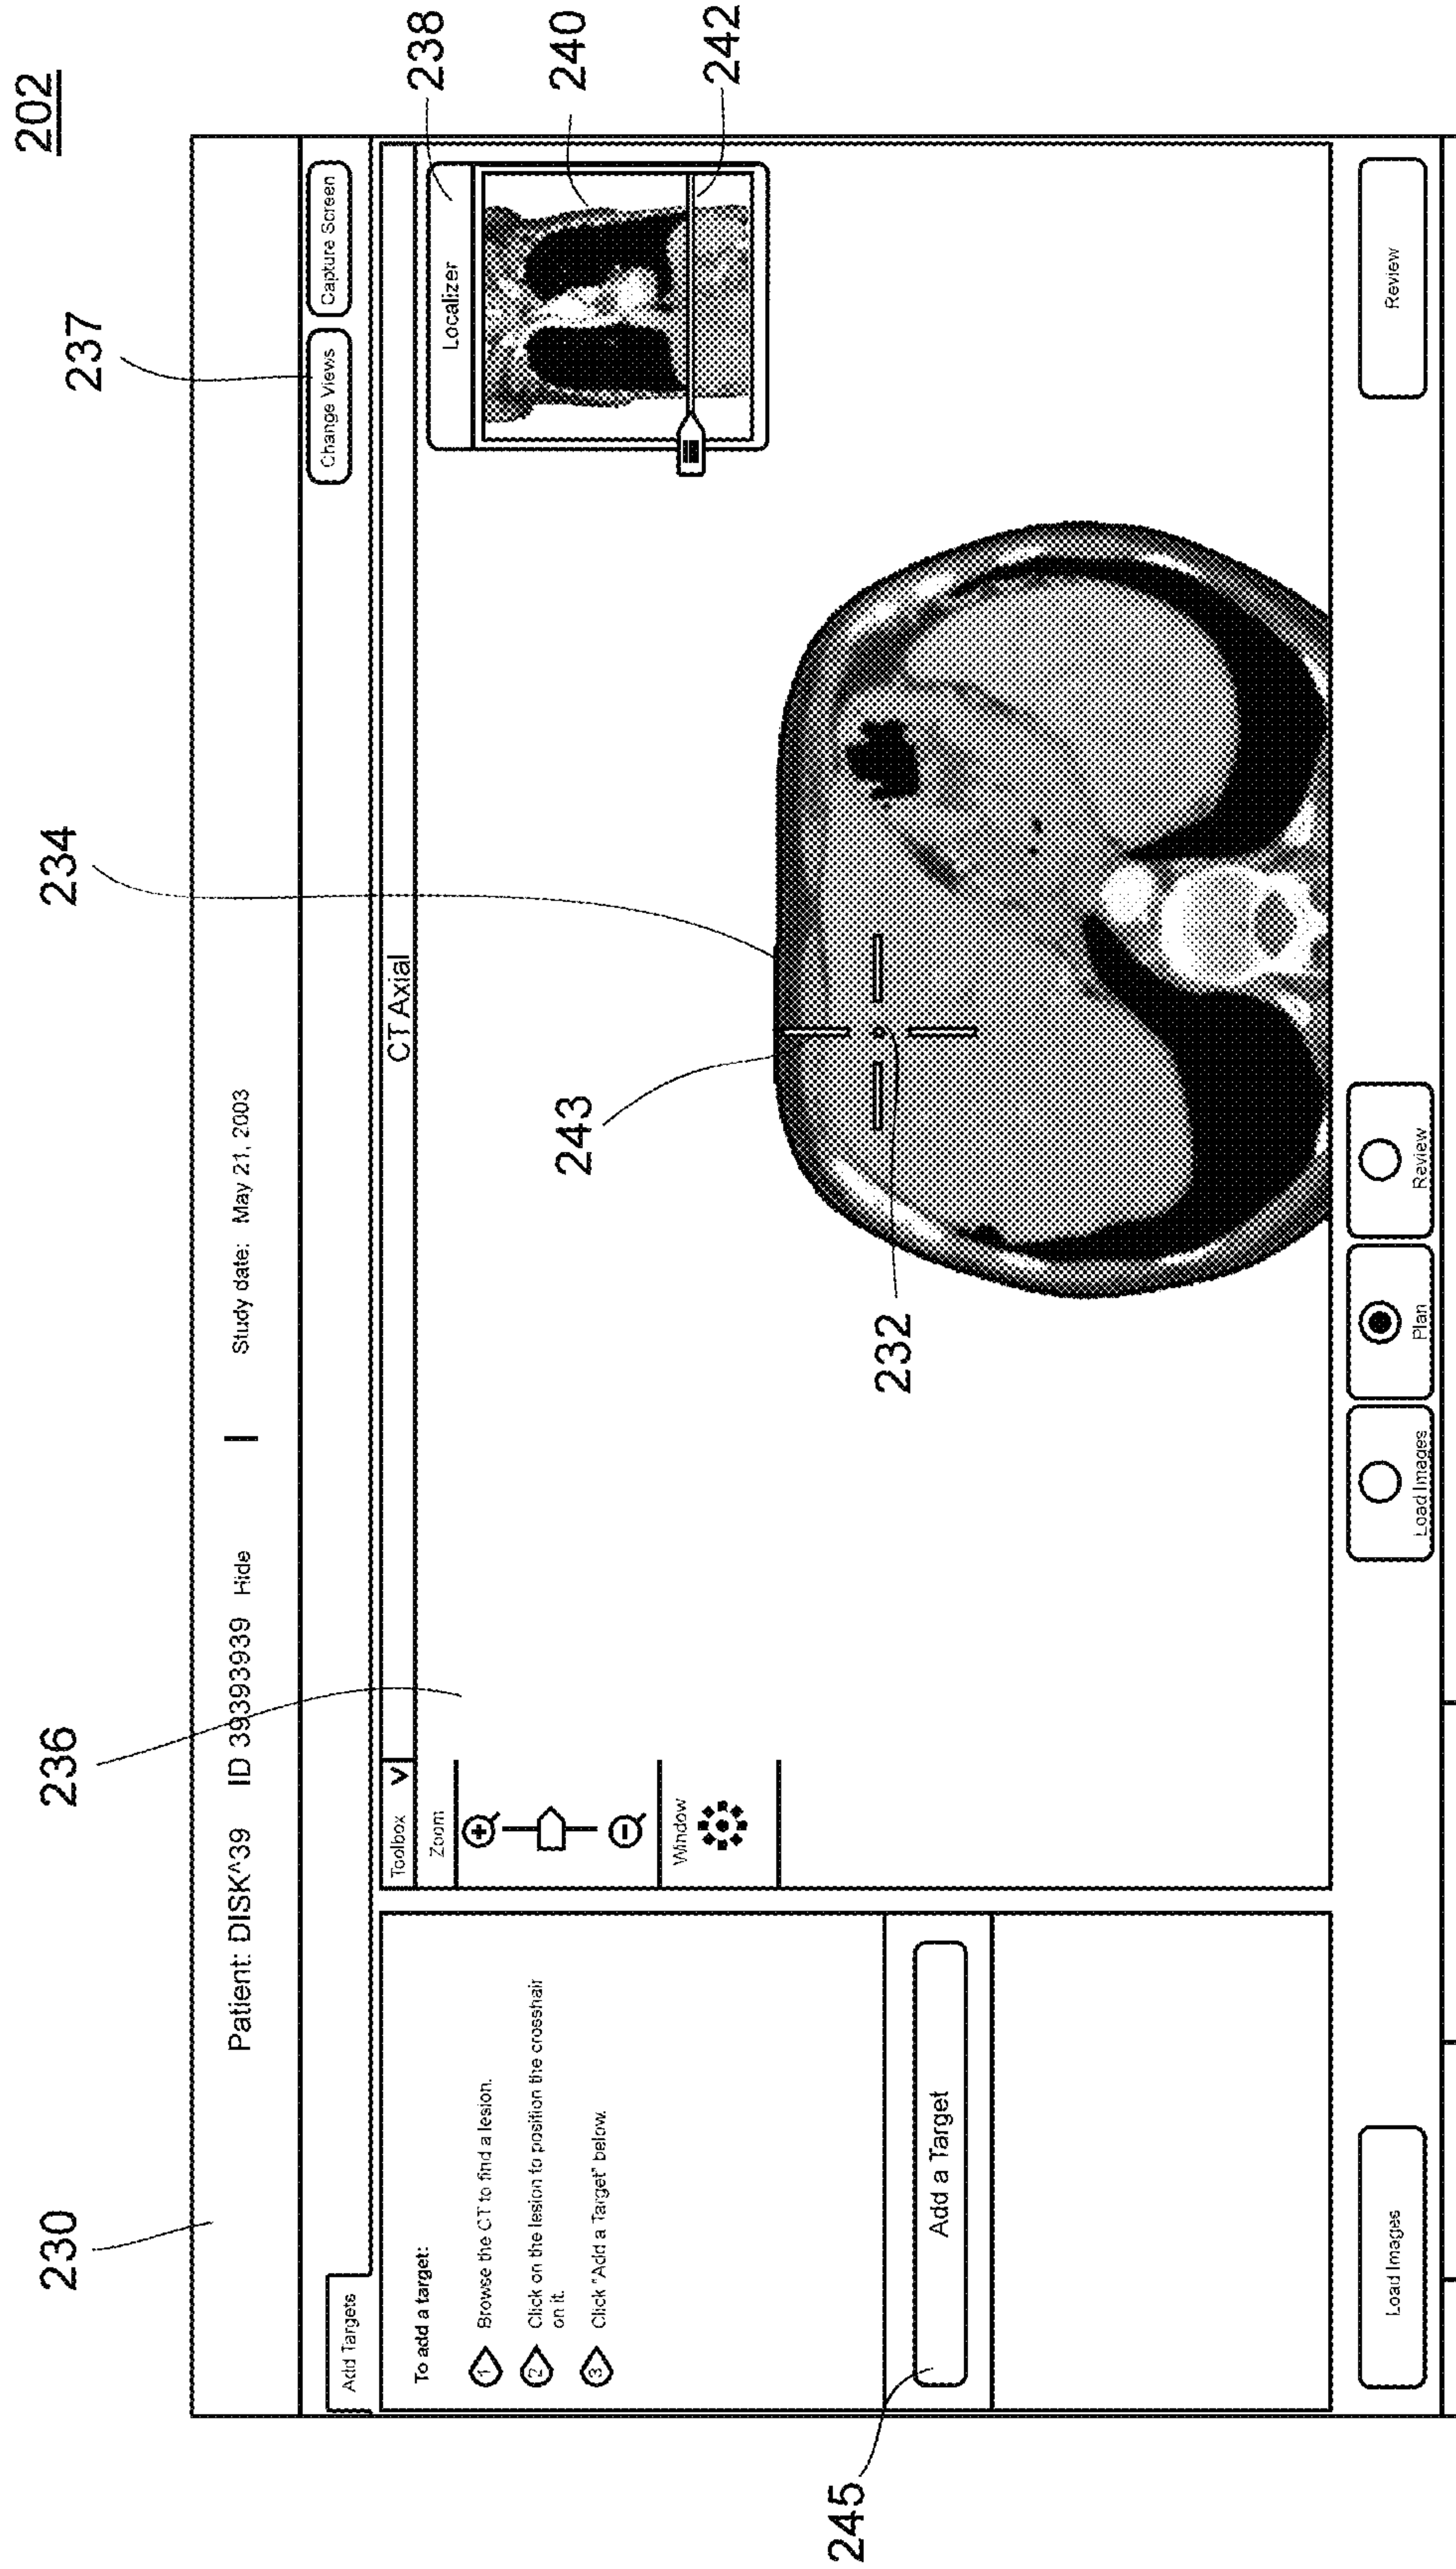 202
230
236
234
237
Patient: DISK^39 ID 39393939 Hide | Study date: May 21, 2003
Add Targets
Change Views
Capture Screen
To add a target:
1 Browse the CT to find a lesion.
2 Click on the lesion to position the crosshair
on it.
3 Click "Add a Target" below.
Add a Target
245
Toolbox V
CT Axial
Zoom
Window
243
232
Localizer
238
240
242
Load Images
Load Images
Plan
Review
Review